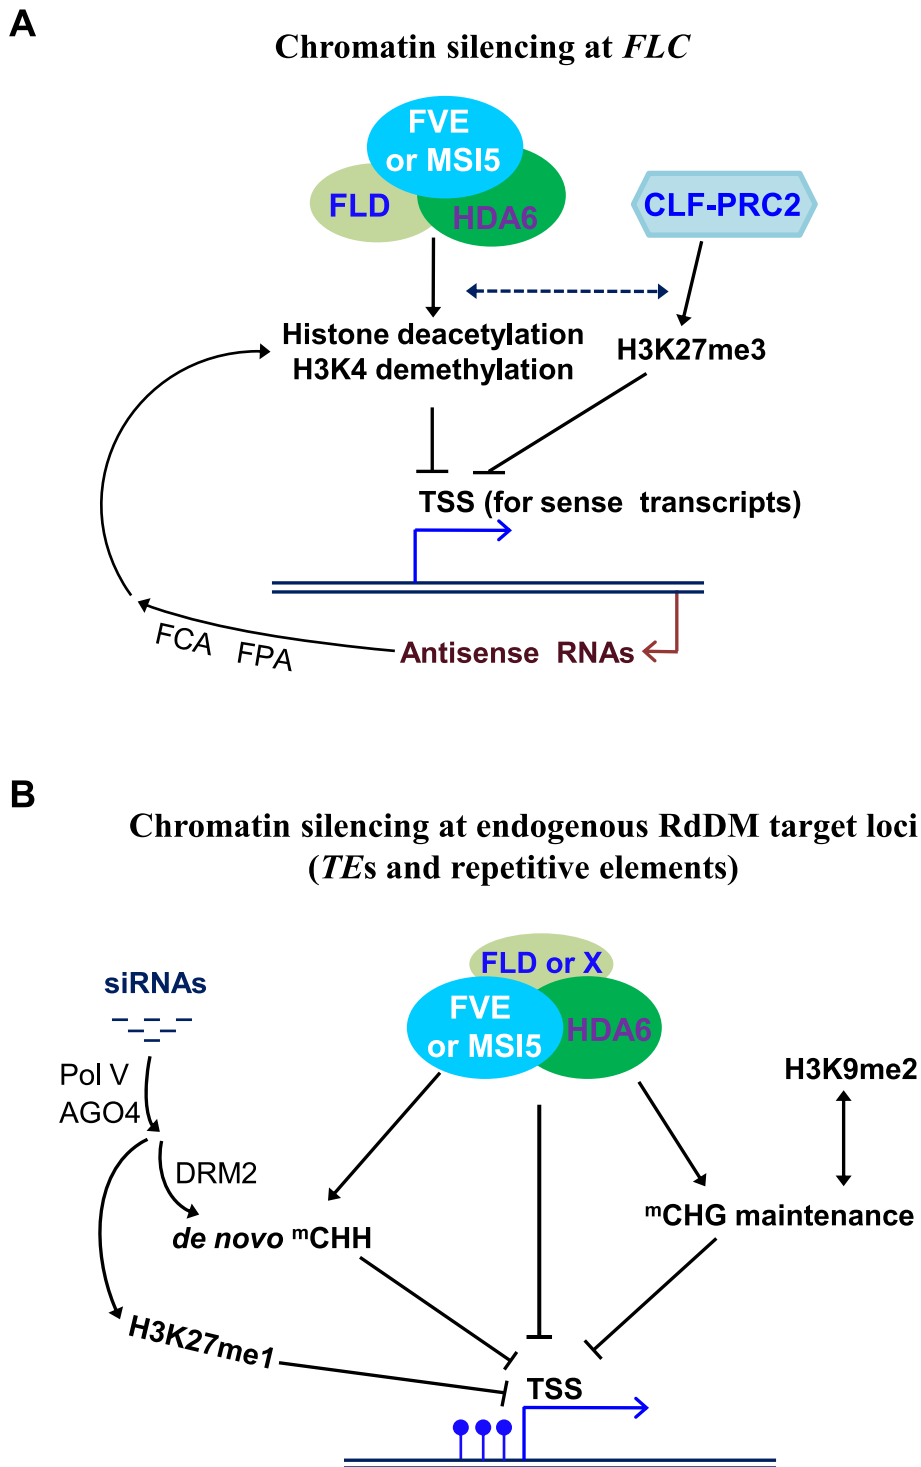 A
Chromatin silencing at FLC
FVE
or MSI5
FLD
HDA6
CLF-PRC2
Histone deacetylation
H3K4 demethylation
H3K27me3
TSS (for sense transcripts)
FCA FPA
Antisense RNAs
B
Chromatin silencing at endogenous RdDM target loci
(TEs and repetitive elements)
siRNAs
FLD or X
FVE
or MSI5
HDA6
Pol V
AGO4
H3K9me2
DRM2
de novo ᵐCHH
ᵐCHG maintenance
H3K27me1
TSS